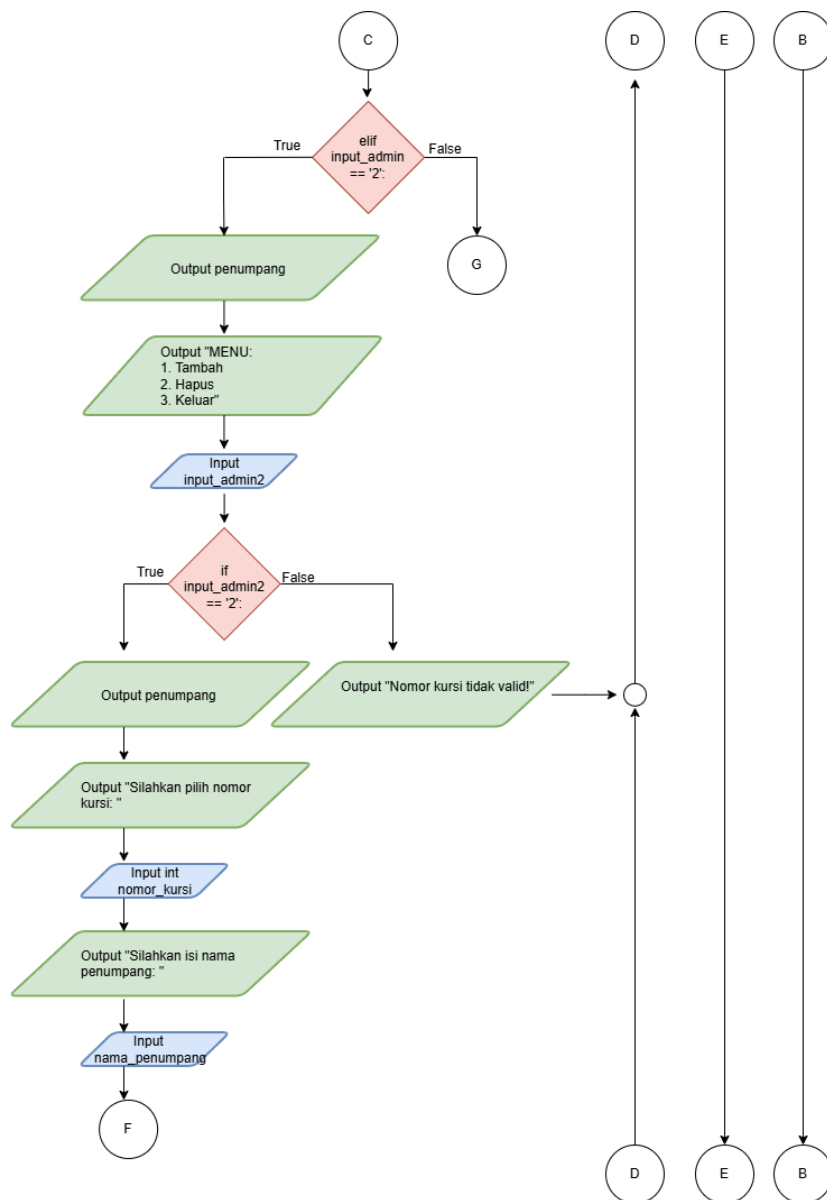 C
D
E
B
elif
input_admin
== '2':
True
False
G
Output penumpang
Output "MENU:
1. Tambah
2. Hapus
3. Keluar"
Input
input_admin2
if
input_admin2
== '2':
True
False
Output penumpang
Output "Nomor kursi tidak valid!"
Output "Silahkan pilih nomor
kursi: "
Input int
nomor_kursi
Output "Silahkan isi nama
penumpang: "
Input
nama_penumpang
F
D
E
B